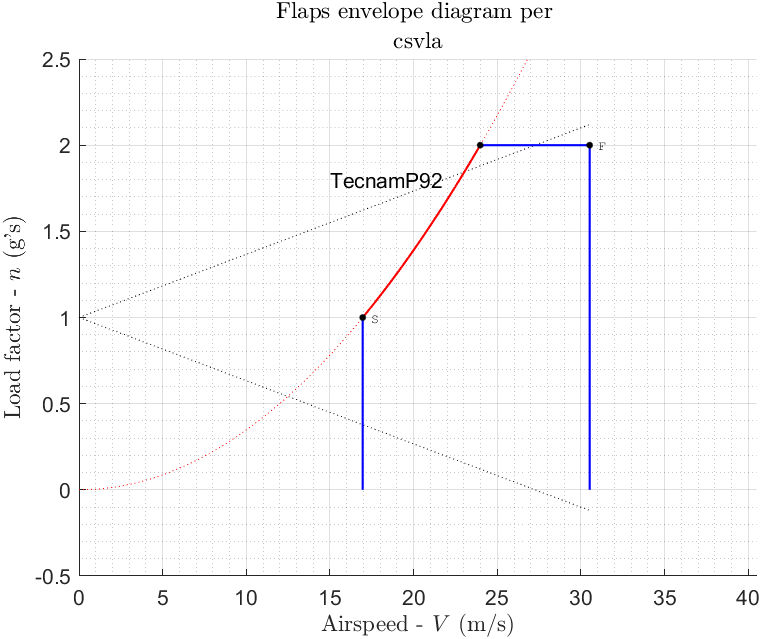 Flaps envelope diagram per
csvla
2.5
2
F
TecnamP92
1.5
Load factor - n (g's)
1
S
0.5
0
-0.5
0 5 10 15 20 25 30 35 40
Airspeed - V (m/s)